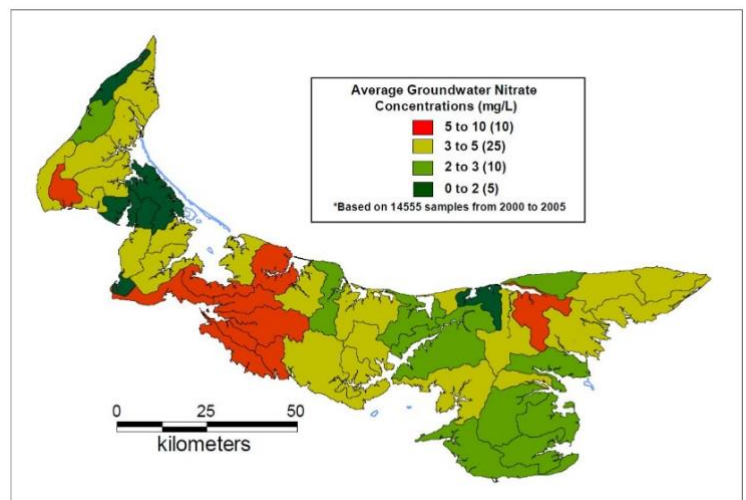 Average Groundwater Nitrate
Concentrations (mg/L)
5 to 10 (10)
3 to 5 (25)
2 to 3 (10)
0 to 2 (5)
*Based on 14555 samples from 2000 to 2005
0 25 50
kilometers